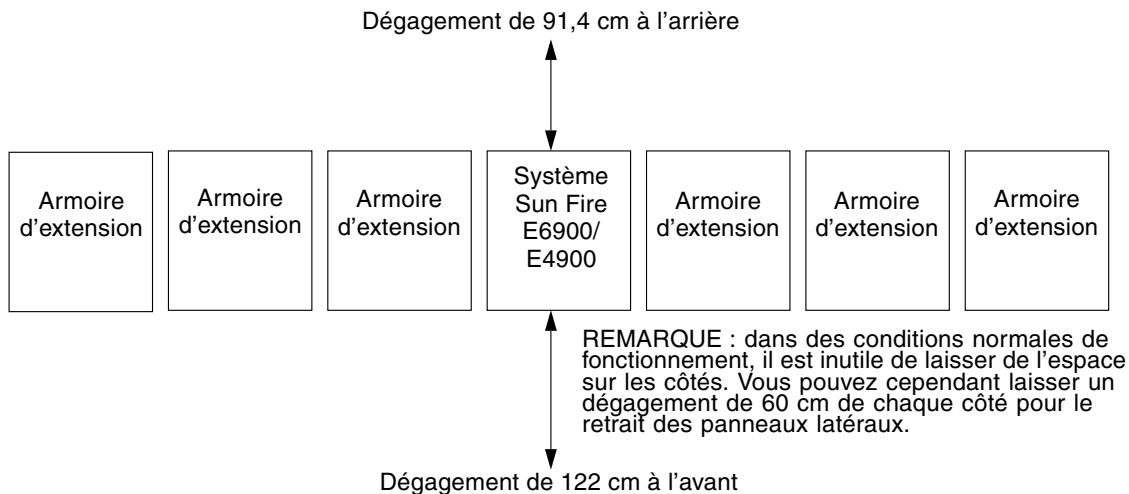 Dégagement de 91,4 cm à l’arrière
Armoire
d’extension
Armoire
d’extension
Armoire
d’extension
Système
Sun Fire
E6900/
E4900
Armoire
d’extension
Armoire
d’extension
Armoire
d’extension
REMARQUE : dans des conditions normales de
fonctionnement, il est inutile de laisser de l’espace
sur les côtés. Vous pouvez cependant laisser un
dégagement de 60 cm de chaque côté pour le
retrait des panneaux latéraux.
Dégagement de 122 cm à l’avant